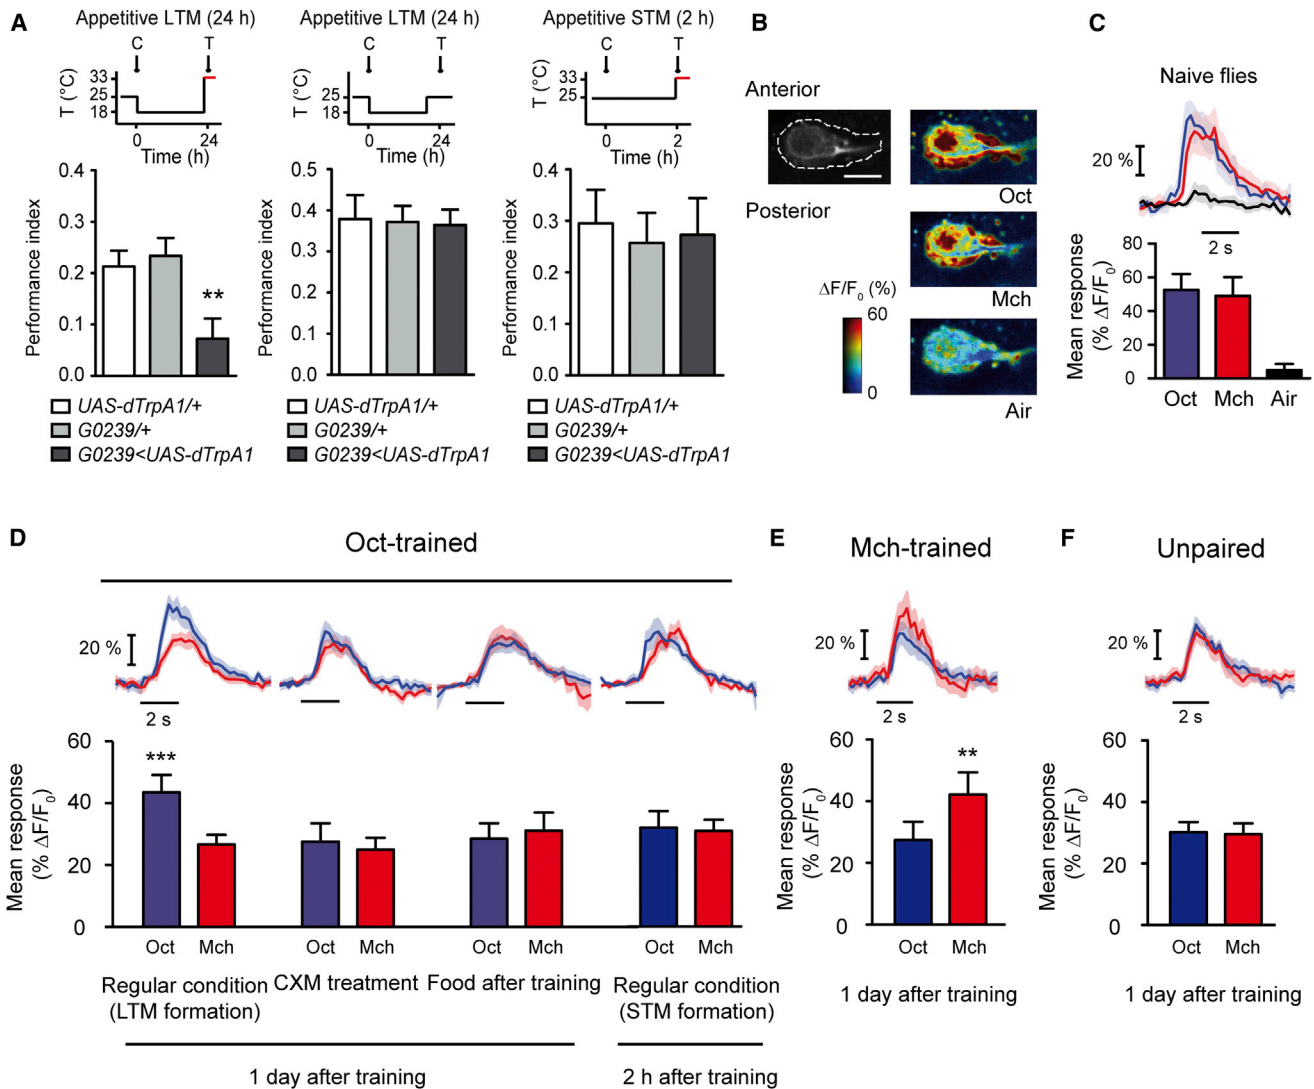 A
Appetitive LTM (24 h)
C T
T (°C)
33
25
18
0 24
Time (h)
Performance index
0.4
0.3
0.2
0.1
0.0
**
UAS-dTrpA1/+
G0239/+
G0239<UAS-dTrpA1
Appetitive LTM (24 h)
C T
T (°C)
25
18
0 24
Time (h)
Performance index
0.5
0.4
0.3
0.2
0.1
0.0
UAS-dTrpA1/+
G0239/+
G0239<UAS-dTrpA1
Appetitive STM (2 h)
C T
T (°C)
33
25
0 2
Time (h)
Performance index
0.4
0.3
0.2
0.1
0.0
UAS-dTrpA1/+
G0239/+
G0239<UAS-dTrpA1
B
Anterior
Posterior
Oct
Mch
Air
ΔF/F0 (%)
60
0
C
Naive flies
20 %
2 s
Mean response
(% ΔF/F0)
80
60
40
20
0
Oct Mch Air
D
Oct-trained
20 %
2 s
Mean response
(% ΔF/F0)
60
40
20
0
***
Oct Mch Oct Mch Oct Mch Oct Mch
Regular condition
(LTM formation)
CXM treatment
Food after training
Regular condition
(STM formation)
1 day after training
2 h after training
E
Mch-trained
20 %
2 s
Mean response
(% ΔF/F0)
60
40
20
0
**
Oct Mch
1 day after training
F
Unpaired
20 %
2 s
Mean response
(% ΔF/F0)
60
40
20
0
Oct Mch
1 day after training